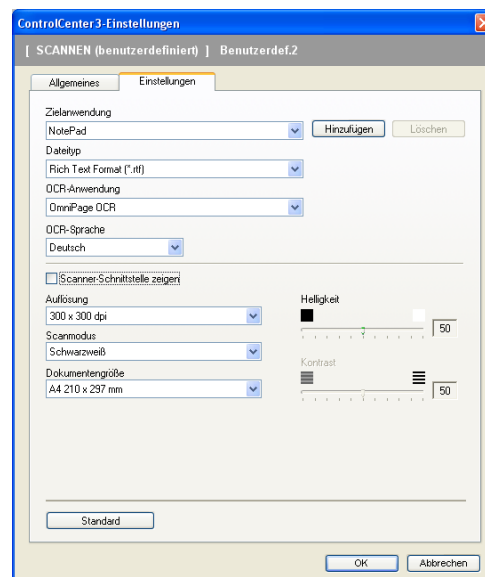 ControlCenter3-Einstellungen
[ SCANNEN (benutzerdefiniert) ] Benutzerdef.2
Allgemeines Einstellungen
Zielanwendung
NotePad Hinzufügen Löschen
Dateityp
Rich Text Format (*.rtf)
OCR-Anwendung
OmniPage OCR
OCR-Sprache
Deutsch
Scanner-Schnittstelle zeigen
Auflösung Helligkeit
300 x 300 dpi 50
Scanmodus
Schwarzweiß
Kontrast
Dokumentengröße
A4 210 x 297 mm 50
Standard
OK Abbrechen